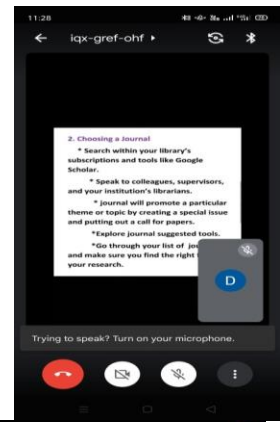 11:28
iqx-gref-ohf
2. Choosing a Journal
* Search within your library's
subscriptions and tools like Google
Scholar.
* Speak to colleagues, supervisors,
and your institution's librarians.
* journal will promote a particular
theme or topic by creating a special issue
and putting out a call for papers.
*Explore journal suggested tools.
*Go through your list of
and make sure you find the right
your research.
D
Trying to speak? Turn on your microphone.